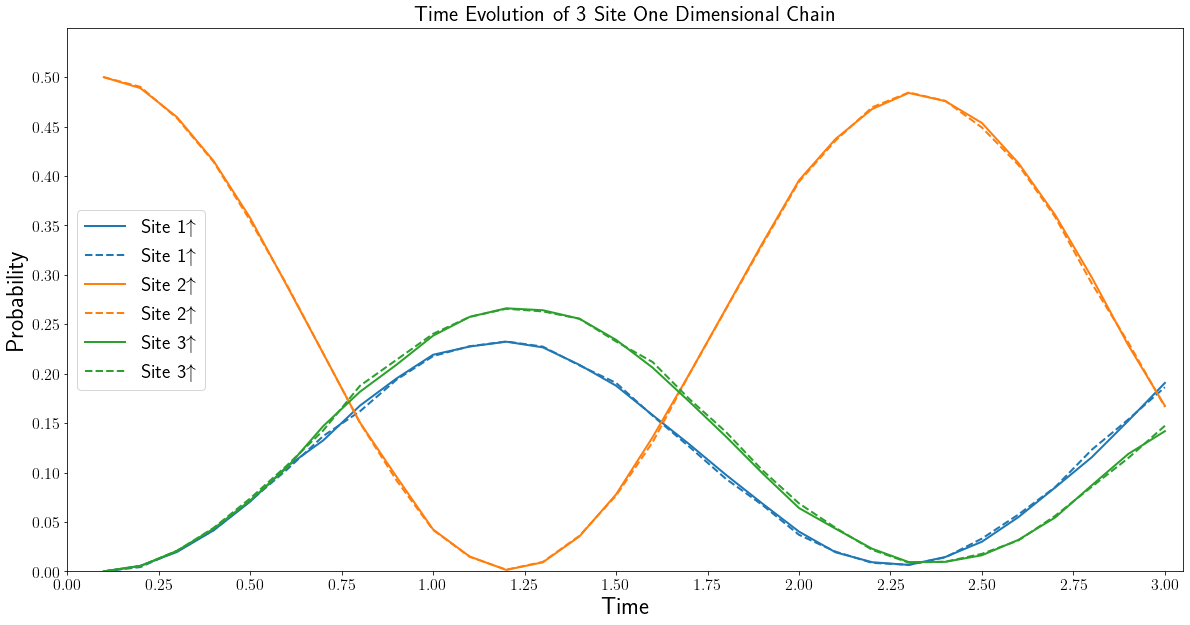 Time Evolution of 3 Site One Dimensional Chain
Probability
0.50
0.45
0.40
0.35
0.30
0.25
0.20
0.15
0.10
0.05
0.00
Site 1↑
Site 1↑
Site 2↑
Site 2↑
Site 3↑
Site 3↑
0.00 0.25 0.50 0.75 1.00 1.25 1.50 1.75 2.00 2.25 2.50 2.75 3.00
Time